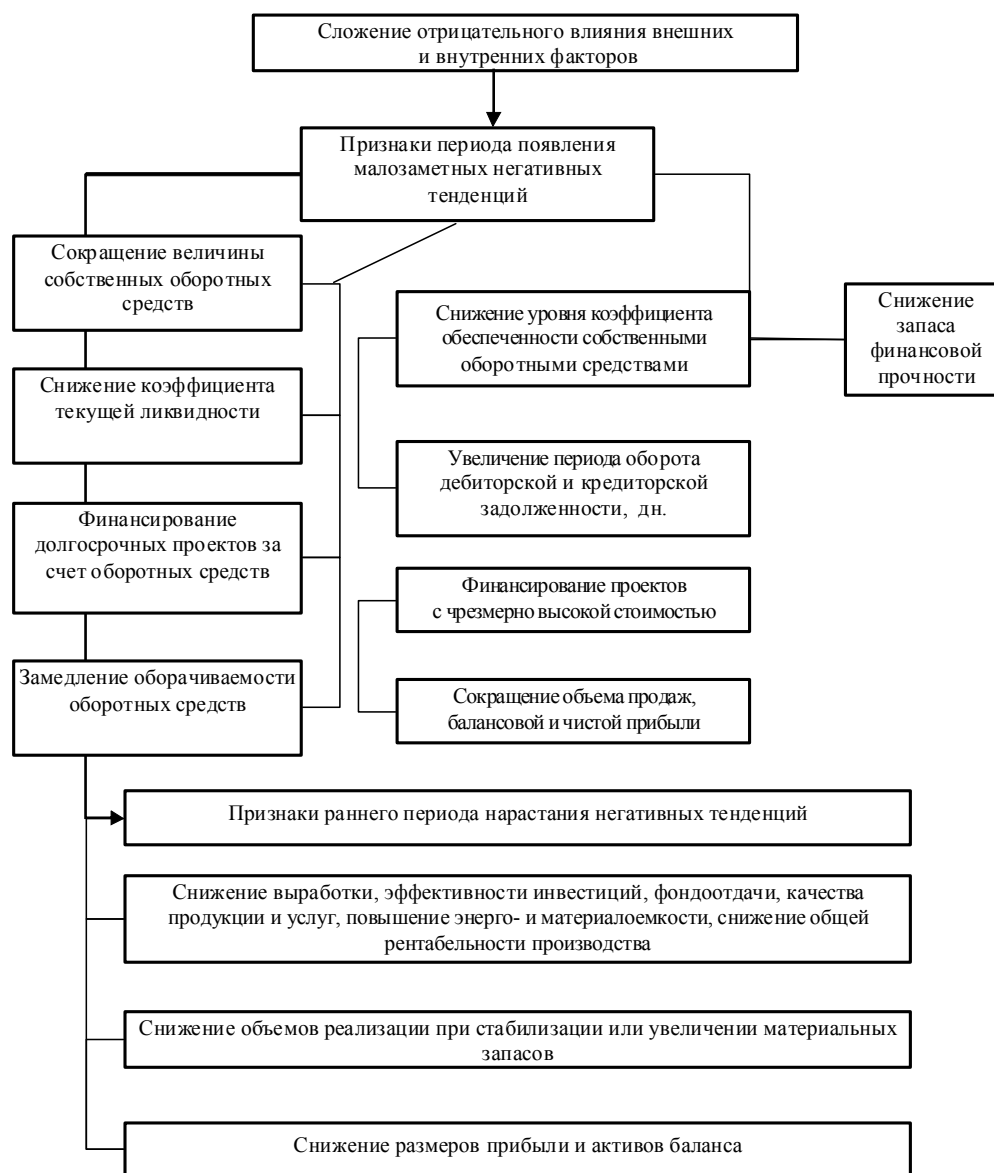 Сложение отрицательного влияния внешних
и внутренних факторов
Признаки периода появления
малозаметных негативных
тенденций
Сокращение величины
собственных оборотных
средств
Снижение уровня коэффициента
обеспеченности собственными
оборотными средствами
Снижение
запаса
финансовой
прочности
Снижение коэффициента
текущей ликвидности
Увеличение периода оборота
дебиторской и кредиторской
задолженности, дн.
Финансирование
долгосрочных проектов за
счет оборотных средств
Финансирование проектов
с чрезмерно высокой стоимостью
Замедление оборачиваемости
оборотных средств
Сокращение объема продаж,
балансовой и чистой прибыли
Признаки раннего периода нарастания негативных тенденций
Снижение выработки, эффективности инвестиций, фондоотдачи, качества
продукции и услуг, повышение энерго- и материалоемкости, снижение общей
рентабельности производства
Снижение объемов реализации при стабилизации или увеличении материальных
запасов
Снижение размеров прибыли и активов баланса